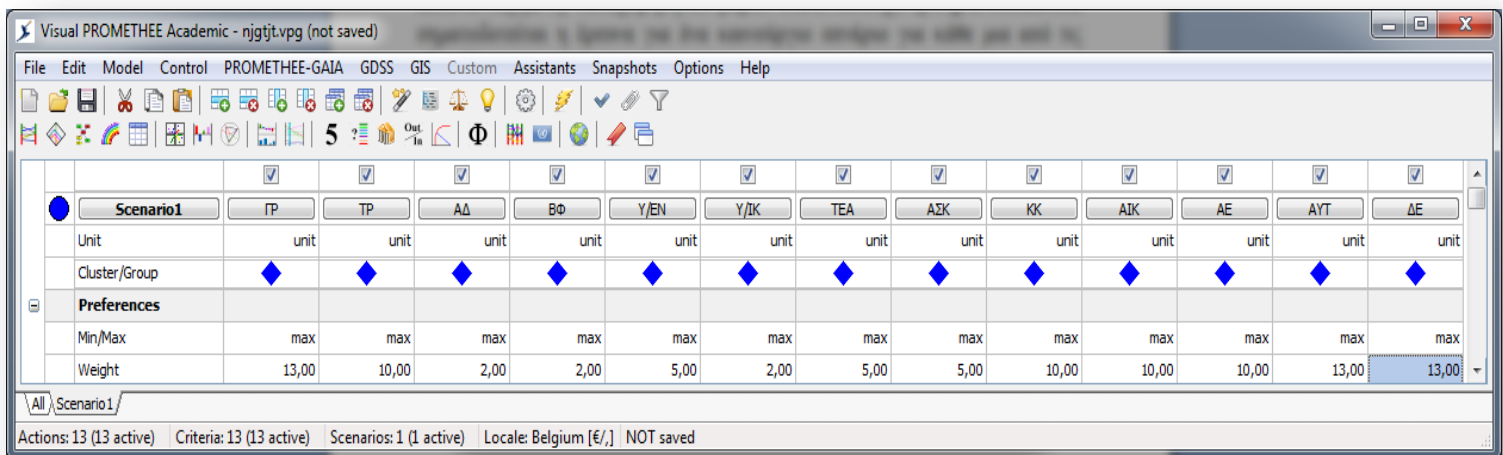 Visual PROMETHEE Academic - njgtjt.vpg (not saved)
File Edit Model Control PROMETHEE-GAIA GDSS GIS Custom Assistants Snapshots Options Help
5 Out In Φ
Scenario1 ΓΡ ΤΡ ΑΔ ΒΦ Υ/ΕΝ Υ/ΙΚ ΤΕΑ ΑΣΚ ΚΚ ΑΙΚ ΑΕ ΑΥΤ ΔΕ
Unit unit unit unit unit unit unit unit unit unit unit unit unit unit
Cluster/Group
Preferences
Min/Max max max max max max max max max max max max max max
Weight 13,00 10,00 2,00 2,00 5,00 2,00 5,00 5,00 10,00 10,00 10,00 13,00 13,00
All Scenario1
Actions: 13 (13 active) Criteria: 13 (13 active) Scenarios: 1 (1 active) Locale: Belgium [€/,] NOT saved